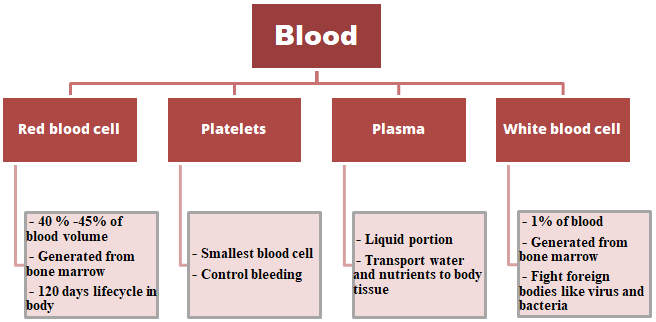 Blood
Red blood cell
Platelets
Plasma
White blood cell
- 40 % -45% of
blood volume
- Generated from
bone marrow
- 120 days lifecycle in
body
- Smallest blood cell
- Control bleeding
- Liquid portion
- Transport water
and nutrients to body
tissue
- 1% of blood
- Generated from
bone marrow
- Fight foreign
bodies like virus and
bacteria